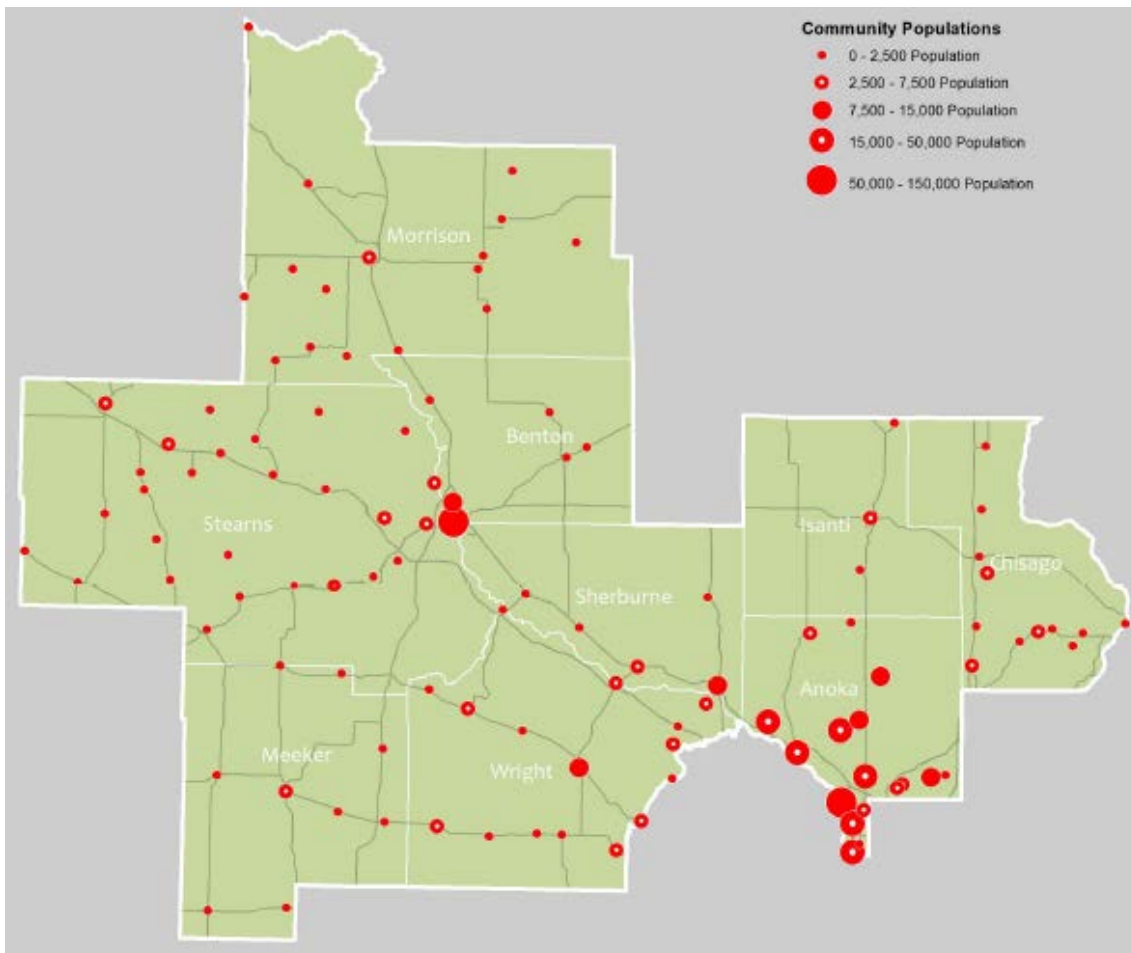 Community Populations
0 - 2,500 Population
2,500 - 7,500 Population
7,500 - 15,000 Population
15,000 - 50,000 Population
50,000 - 150,000 Population
Morrison
Benton
Stearns
Isanti
Chisago
Sherburne
Anoka
Meeker
Wright